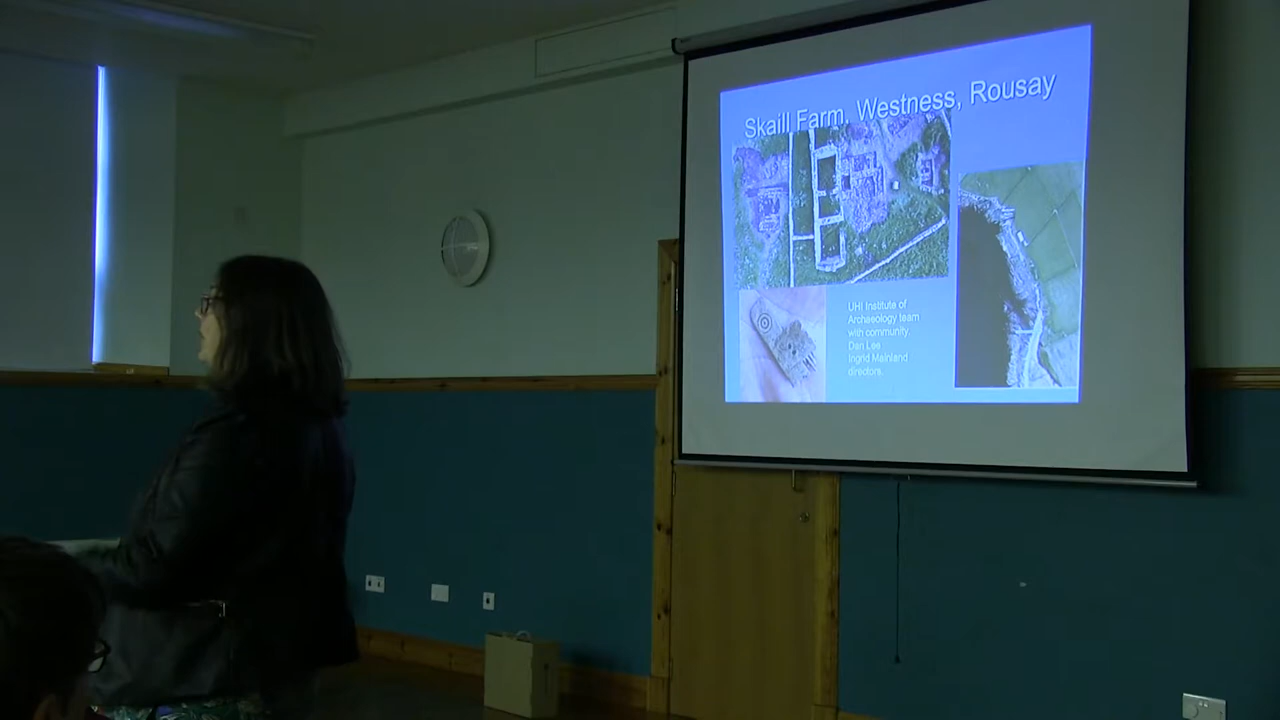 Skaill Farm, Westness, Rousay
UHI Institute of
Archaeology team
with community
Dan Lee
Ingrid Mainland
directors.